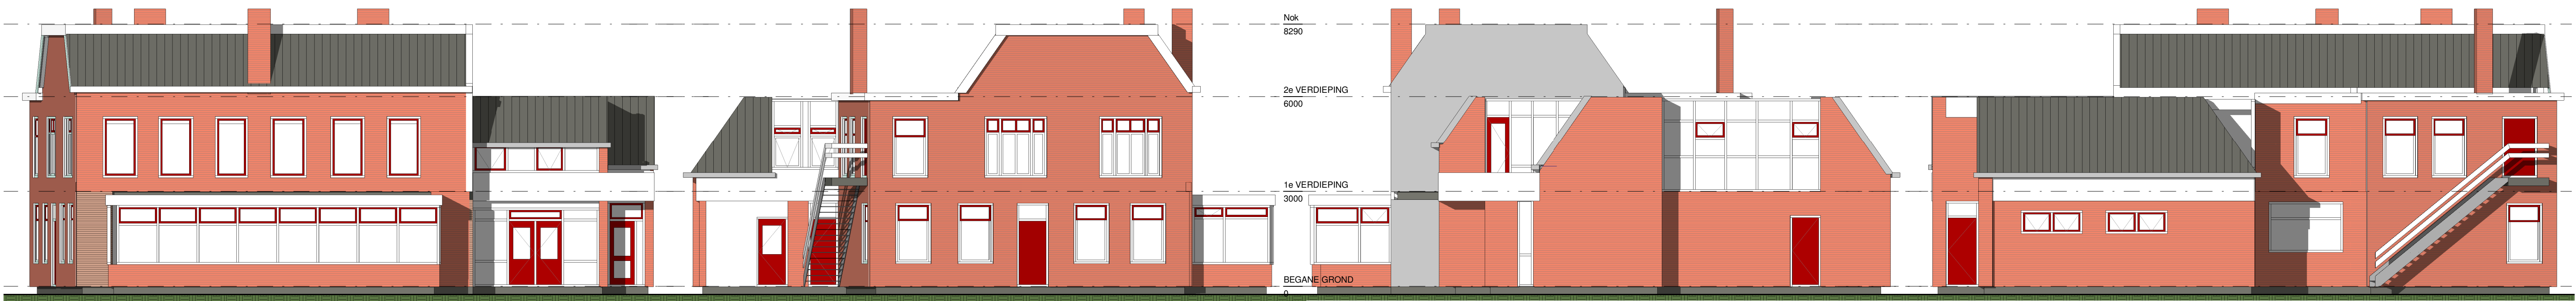 Nok
8290
2e VERDIEPING
6000
1e VERDIEPING
3000
BEGANE GROND
0